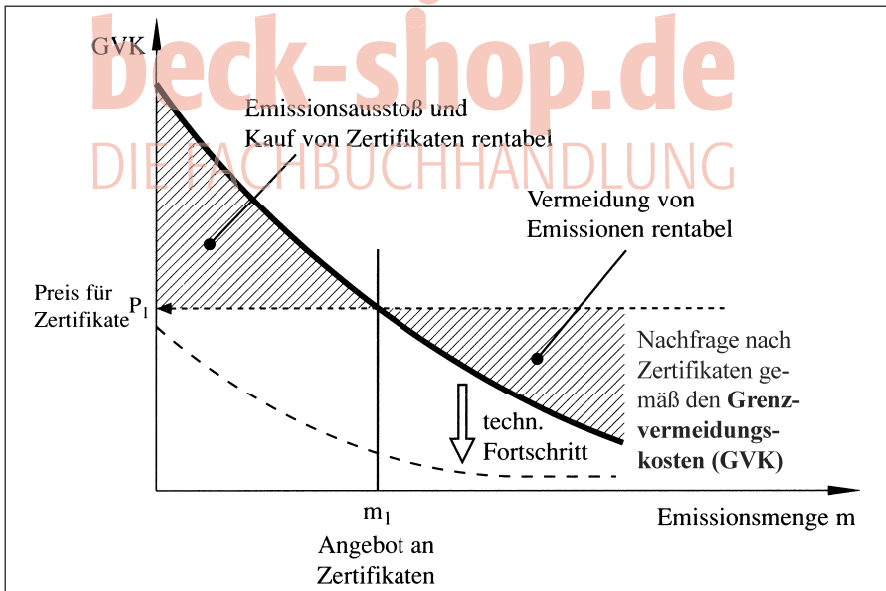 beck-shop.de
DIE FACHBUCHHANDLUNG
GVK
Emissionsausstoß und
Kauf von Zertifikaten rentabel
Vermeidung von
Emissionen rentabel
Preis für
Zertifikate
P1
Nachfrage nach
Zertifikaten ge-
mäß den Grenz-
vermeidungs-
kosten (GVK)
techn.
Fortschritt
m1
Angebot an
Zertifikaten
Emissionsmenge m